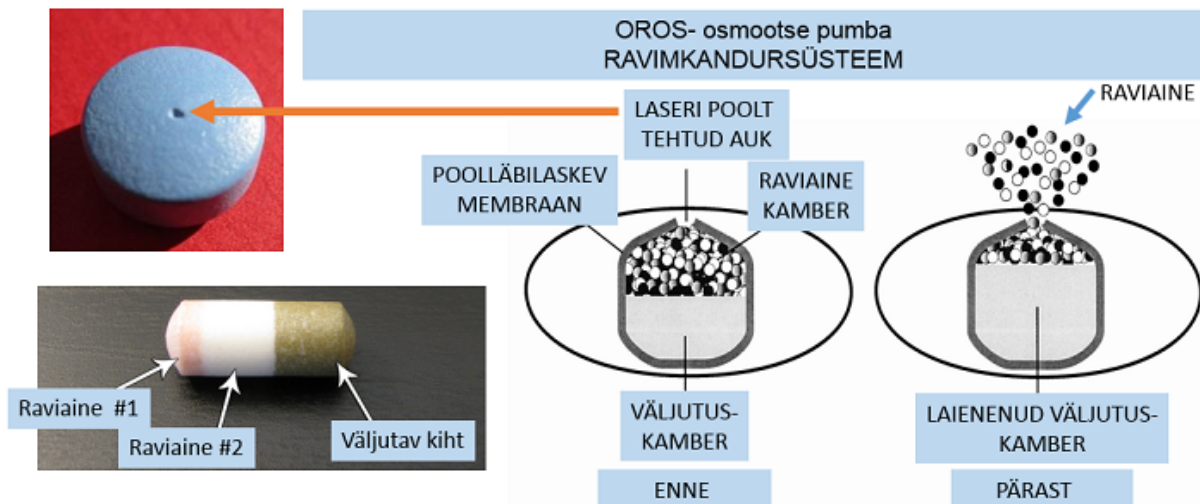 OROS- osmootse pumba
RAVIMKANDURSÜSTEEM
RAVIAINE
LASERI POOLT
TEHTUD AUK
POOLLÄBILASKEV
MEMBRAAN
RAVIAINE
KAMBER
Raviaine #1
Raviaine #2
Väljutav kiht
VÄLJUTUS-
KAMBER
LAIENENUD VÄLJUTUS-
KAMBER
ENNE
PÄRAST